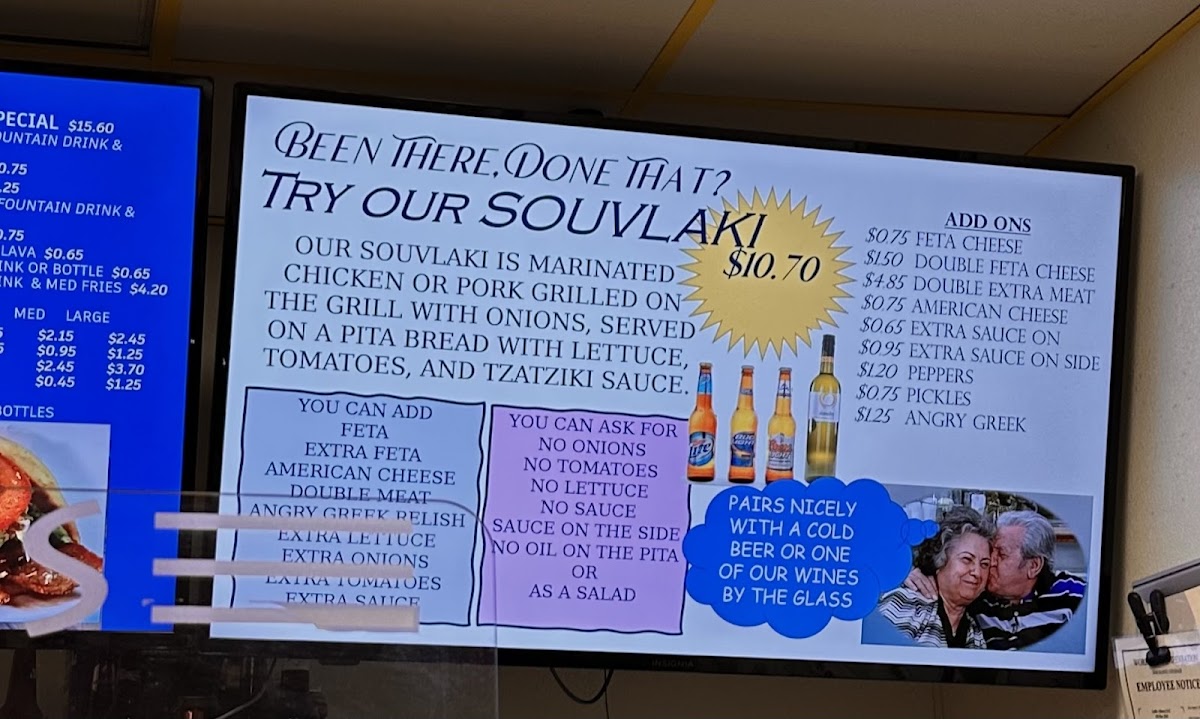 PECIAL $15.60
OUNTAIN DRINK &
0.75
.25
FOUNTAIN DRINK &
0.75
LAVA $0.65
INK OR BOTTLE $0.65
INK & MED FRIES $4.20
MED LARGE
$2.15 $2.45
$0.95 $1.25
$2.45 $3.70
$0.45 $1.25
BOTTLES
BEEN THERE, DONE THAT?
TRY OUR SOUVLAKI
$10.70
OUR SOUVLAKI IS MARINATED
CHICKEN OR PORK GRILLED ON
THE GRILL WITH ONIONS, SERVED
ON A PITA BREAD WITH LETTUCE,
TOMATOES, AND TZATZIKI SAUCE.
YOU CAN ADD
FETA
EXTRA FETA
AMERICAN CHEESE
DOUBLE MEAT
ANGRY GREEK RELISH
EXTRA LETTUCE
EXTRA ONIONS
EXTRA TOMATOES
EXTRA SAUCE
YOU CAN ASK FOR
NO ONIONS
NO TOMATOES
NO LETTUCE
NO SAUCE
SAUCE ON THE SIDE
NO OIL ON THE PITA
OR
AS A SALAD
Lite
BUD LIGHT
Coors
LIGHT
PAIRS NICELY
WITH A COLD
BEER OR ONE
OF OUR WINES
BY THE GLASS
ADD ONS
$0.75 FETA CHEESE
$1.50 DOUBLE FETA CHEESE
$4.85 DOUBLE EXTRA MEAT
$0.75 AMERICAN CHEESE
$0.65 EXTRA SAUCE ON
$0.95 EXTRA SAUCE ON SIDE
$1.20 PEPPERS
$0.75 PICKLES
$1.25 ANGRY GREEK
INSIGNIA
EMPLOYEE NOTICE